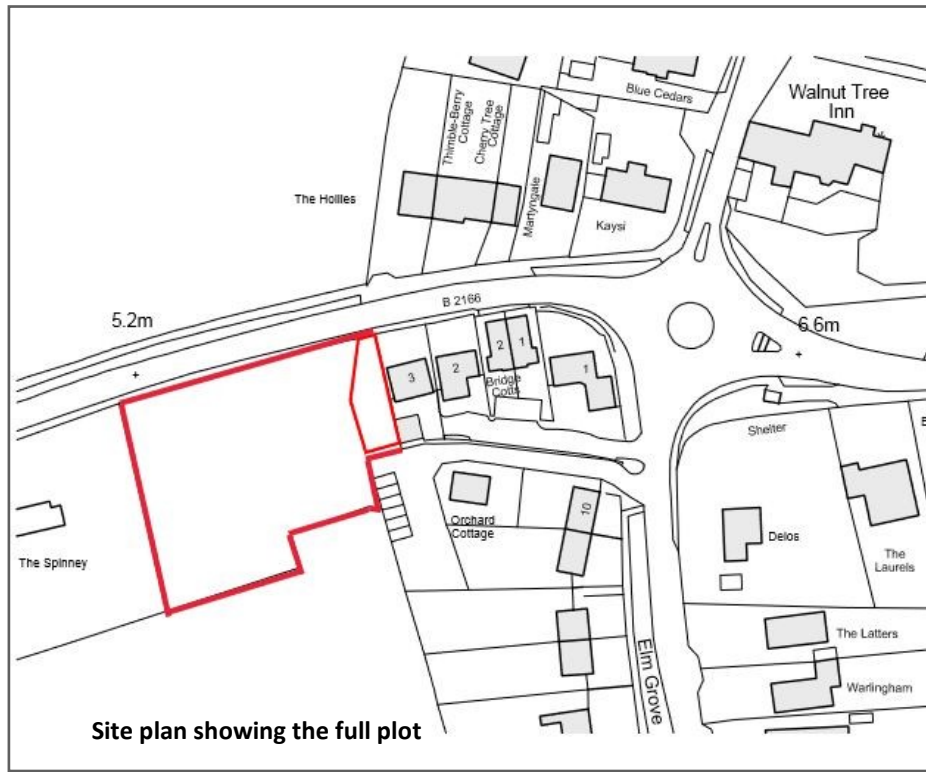 Blue Cedars
Walnut Tree
Inn
Thimble-Berry
Cottage
Cherry Tree
Cottage
The Hollies
Martyngale
Kaysi
B 2166
5.2m
6.6m
+
+
3
2
2
1
1
Bridge
Cotts
Shelter
Orchard
Cottage
10
Delos
The Spinney
The
Laurels
Elm Grove
The Latters
Warlingham
Site plan showing the full plot